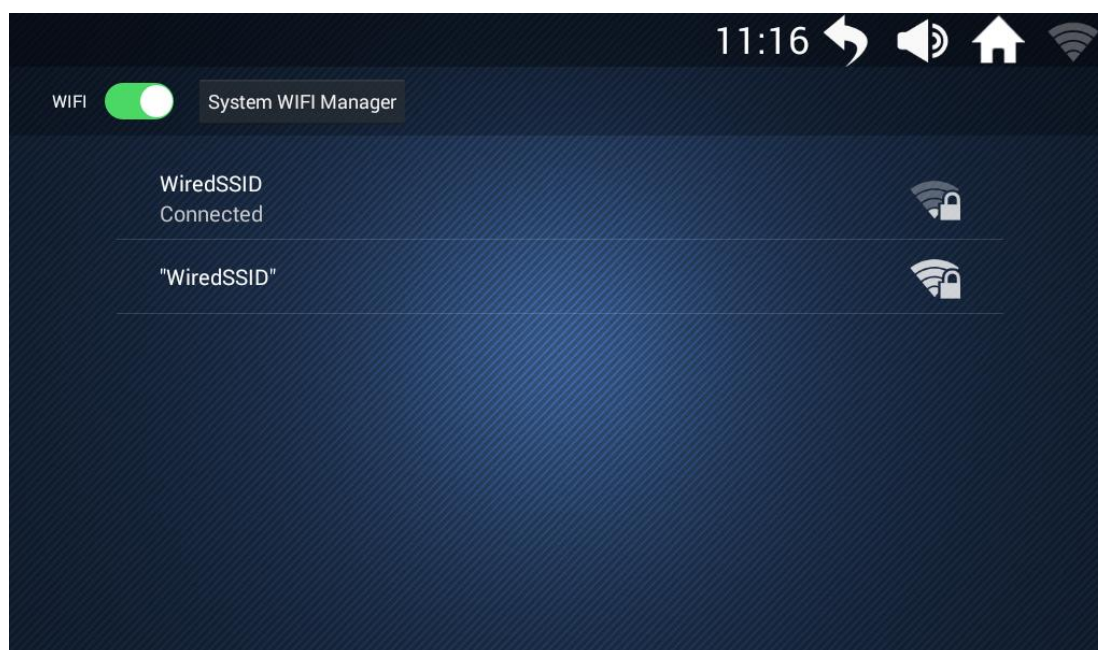 11:16
WIFI System WIFI Manager
WiredSSID
Connected
"WiredSSID"